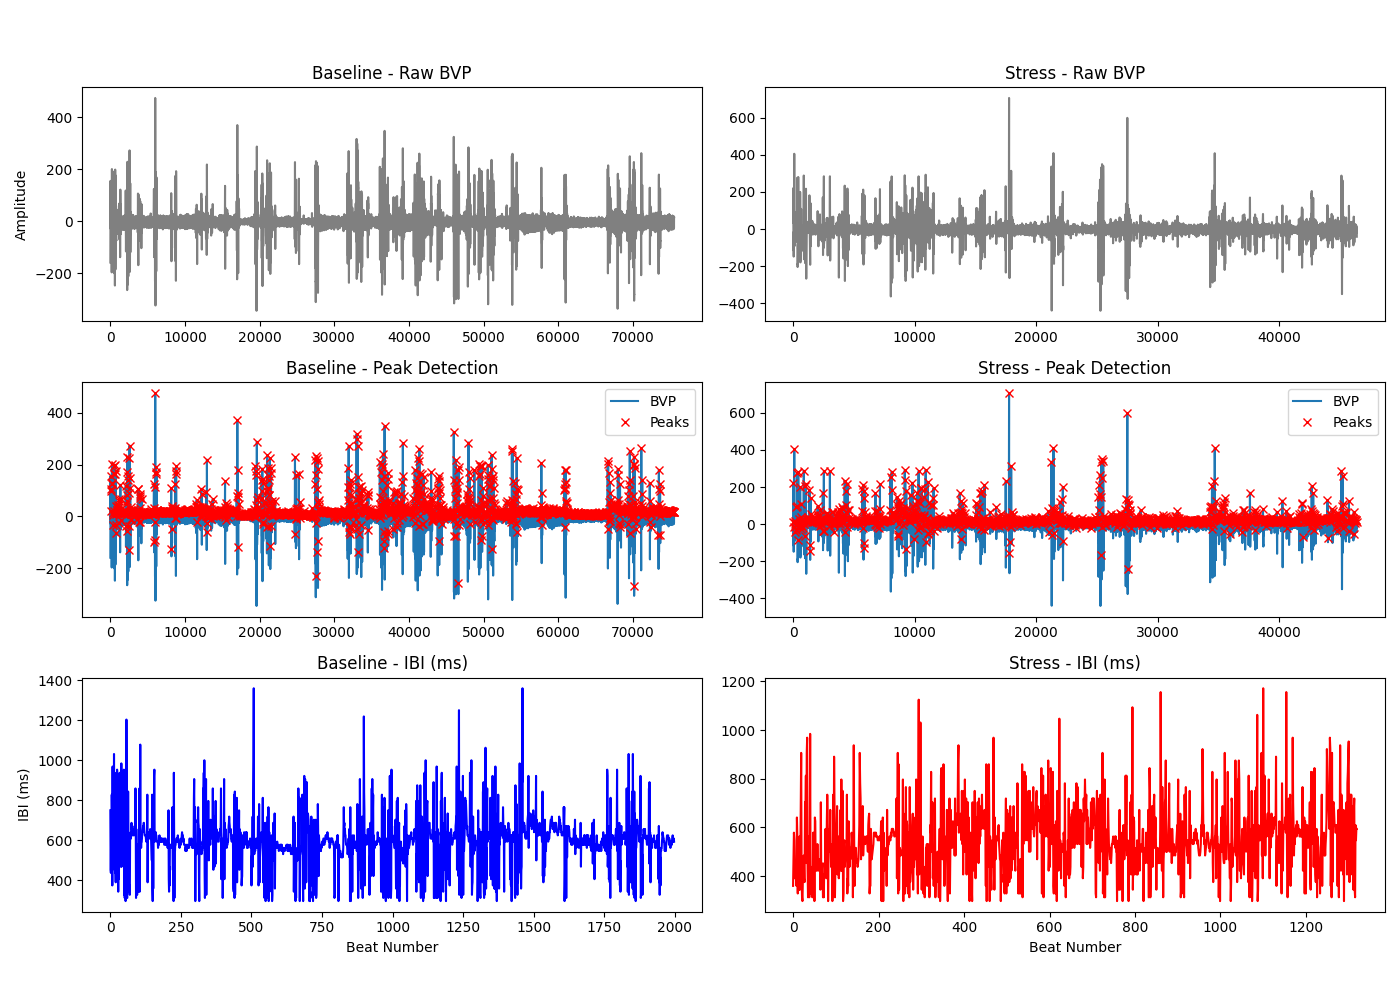 Baseline - Raw BVP
Stress - Raw BVP
Amplitude
400
200
0
−200
0 10000 20000 30000 40000 50000 60000 70000
600
400
200
0
−200
−400
0 10000 20000 30000 40000
Baseline - Peak Detection
Stress - Peak Detection
BVP
Peaks
400
200
0
−200
0 10000 20000 30000 40000 50000 60000 70000
BVP
Peaks
600
400
200
0
−200
−400
0 10000 20000 30000 40000
Baseline - IBI (ms)
Stress - IBI (ms)
IBI (ms)
1400
1200
1000
800
600
400
0 250 500 750 1000 1250 1500 1750 2000
Beat Number
1200
1000
800
600
400
0 200 400 600 800 1000 1200
Beat Number